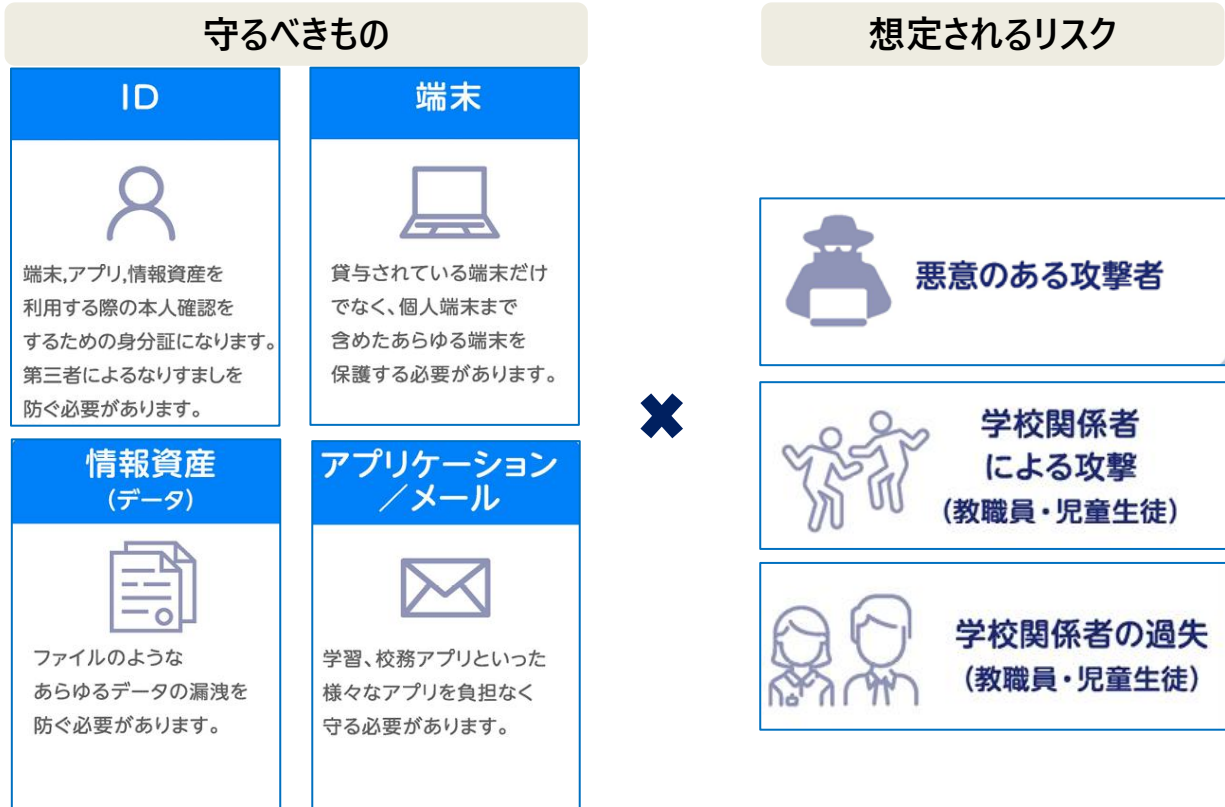 守るべきもの
ID
端末,アプリ,情報資産を
利用する際の本人確認を
するための身分証になります。
第三者によるなりすましを
防ぐ必要があります。
端末
貸与されている端末だけ
でなく、個人端末まで
含めたあらゆる端末を
保護する必要があります。
情報資産
(データ)
ファイルのような
あらゆるデータの漏洩を
防ぐ必要があります。
アプリケーション
／メール
学習、校務アプリといった
様々なアプリを負担なく
守る必要があります。
想定されるリスク
悪意のある攻撃者
学校関係者
による攻撃
(教職員・児童生徒)
学校関係者の過失
(教職員・児童生徒)